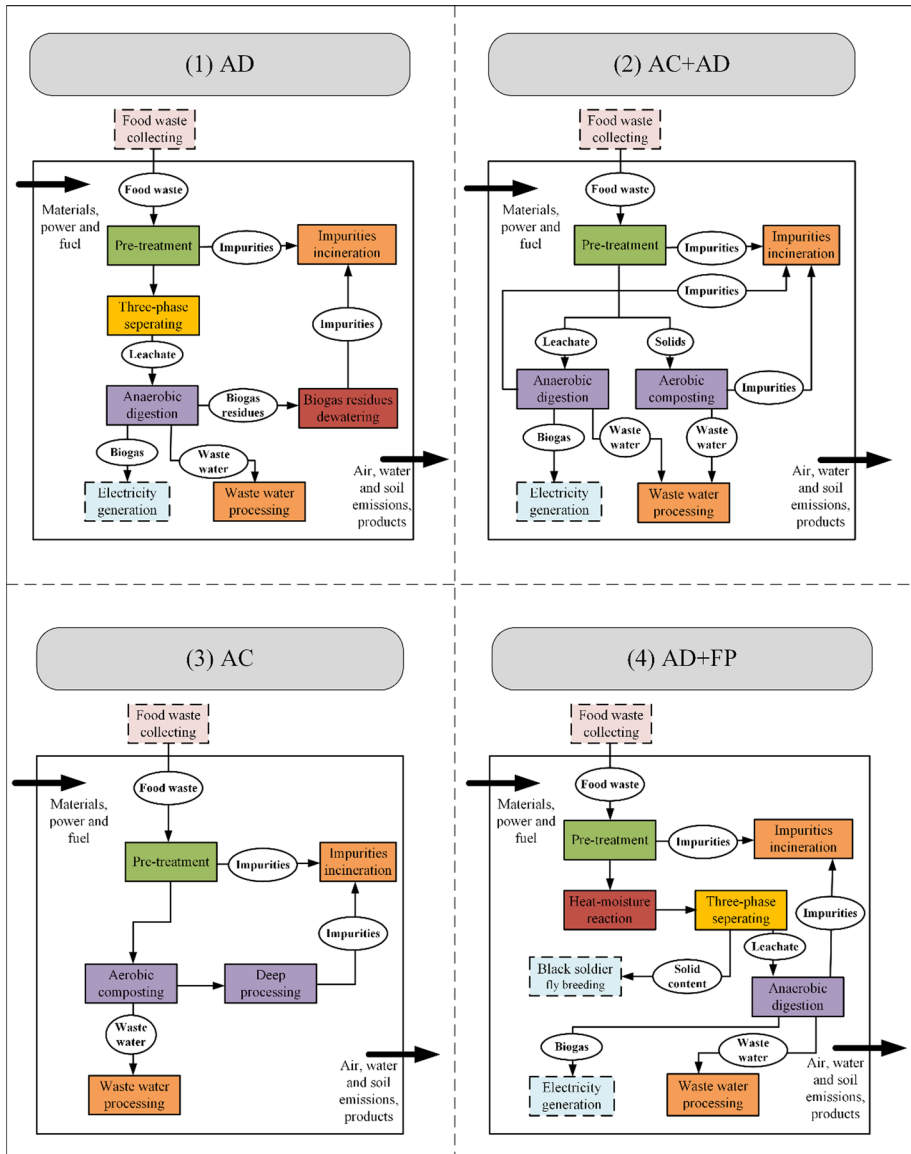 (1) AD
Food waste
collecting
Food waste
Materials,
power and
fuel
Pre-treatment
Impurities
Impurities
incineration
Three-phase
seperating
Impurities
Leachate
Anaerobic
digestion
Biogas
residues
Biogas residues
dewatering
Biogas
Waste
water
Air, water
and soil
emissions,
products
Electricity
generation
Waste water
processing
(2) AC+AD
Food waste
collecting
Food waste
Materials,
power and
fuel
Pre-treatment
Impurities
Impurities
incineration
Impurities
Leachate
Solids
Anaerobic
digestion
Aerobic
composting
Impurities
Biogas
Waste
water
Waste
water
Air, water
and soil
emissions,
products
Electricity
generation
Waste water
processing
(3) AC
Food waste
collecting
Food waste
Materials,
power and
fuel
Pre-treatment
Impurities
Impurities
incineration
Impurities
Aerobic
composting
Deep
processing
Waste
water
Air, water
and soil
emissions,
products
Waste water
processing
(4) AD+FP
Food waste
collecting
Food waste
Materials,
power and
fuel
Pre-treatment
Impurities
Impurities
incineration
Heat-moisture
reaction
Three-phase
seperating
Impurities
Leachate
Black soldier
fly breeding
Solid
content
Anaerobic
digestion
Biogas
Waste
water
Air, water
and soil
emissions,
products
Electricity
generation
Waste water
processing